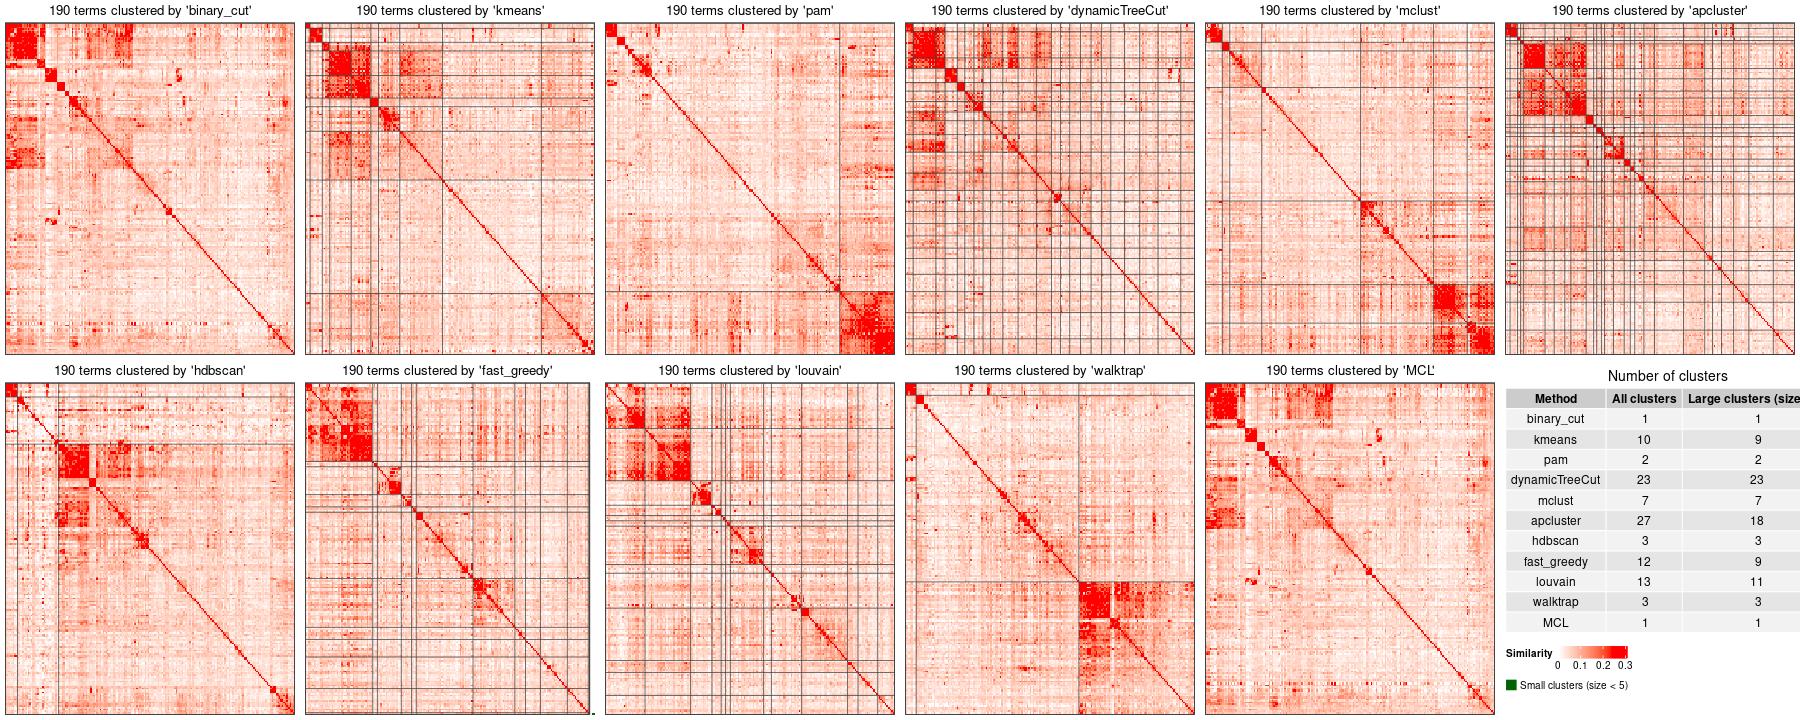 190 terms clustered by 'binary_cut'
190 terms clustered by 'kmeans'
190 terms clustered by 'pam'
190 terms clustered by 'dynamicTreeCut'
190 terms clustered by 'mclust'
190 terms clustered by 'apcluster'
190 terms clustered by 'hdbscan'
190 terms clustered by 'fast_greedy'
190 terms clustered by 'louvain'
190 terms clustered by 'walktrap'
190 terms clustered by 'MCL'
Number of clusters
Method All clusters Large clusters (size
binary_cut 1 1
kmeans 10 9
pam 2 2
dynamicTreeCut 23 23
mclust 7 7
apcluster 27 18
hdbscan 3 3
fast_greedy 12 9
louvain 13 11
walktrap 3 3
MCL 1 1
Similarity
0 0.1 0.2 0.3
Small clusters (size < 5)